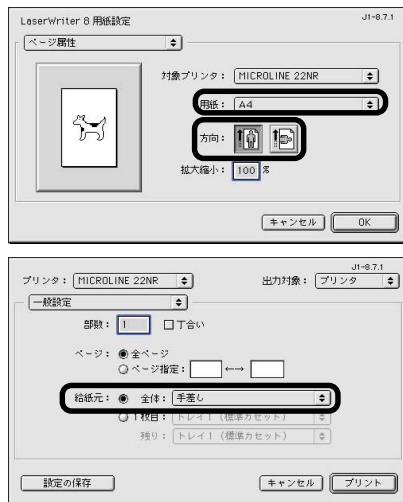 LaserWriter 8 用紙設定 J1-8.7.1
ページ属性
対象プリンタ： MICROLINE 22NR
用紙： A4
方向：
拡大縮小： 100 %
キャンセル OK
J1-8.7.1
プリンタ： MICROLINE 22NR 出力対象： プリンタ
一般設定
部数： 1 丁合い
ページ： 全ページ
ページ指定： ←→
給紙元： 全体： 手差し
1枚目： トレイ1 (標準カセット)
残り： トレイ1 (標準カセット)
設定の保存 キャンセル プリント